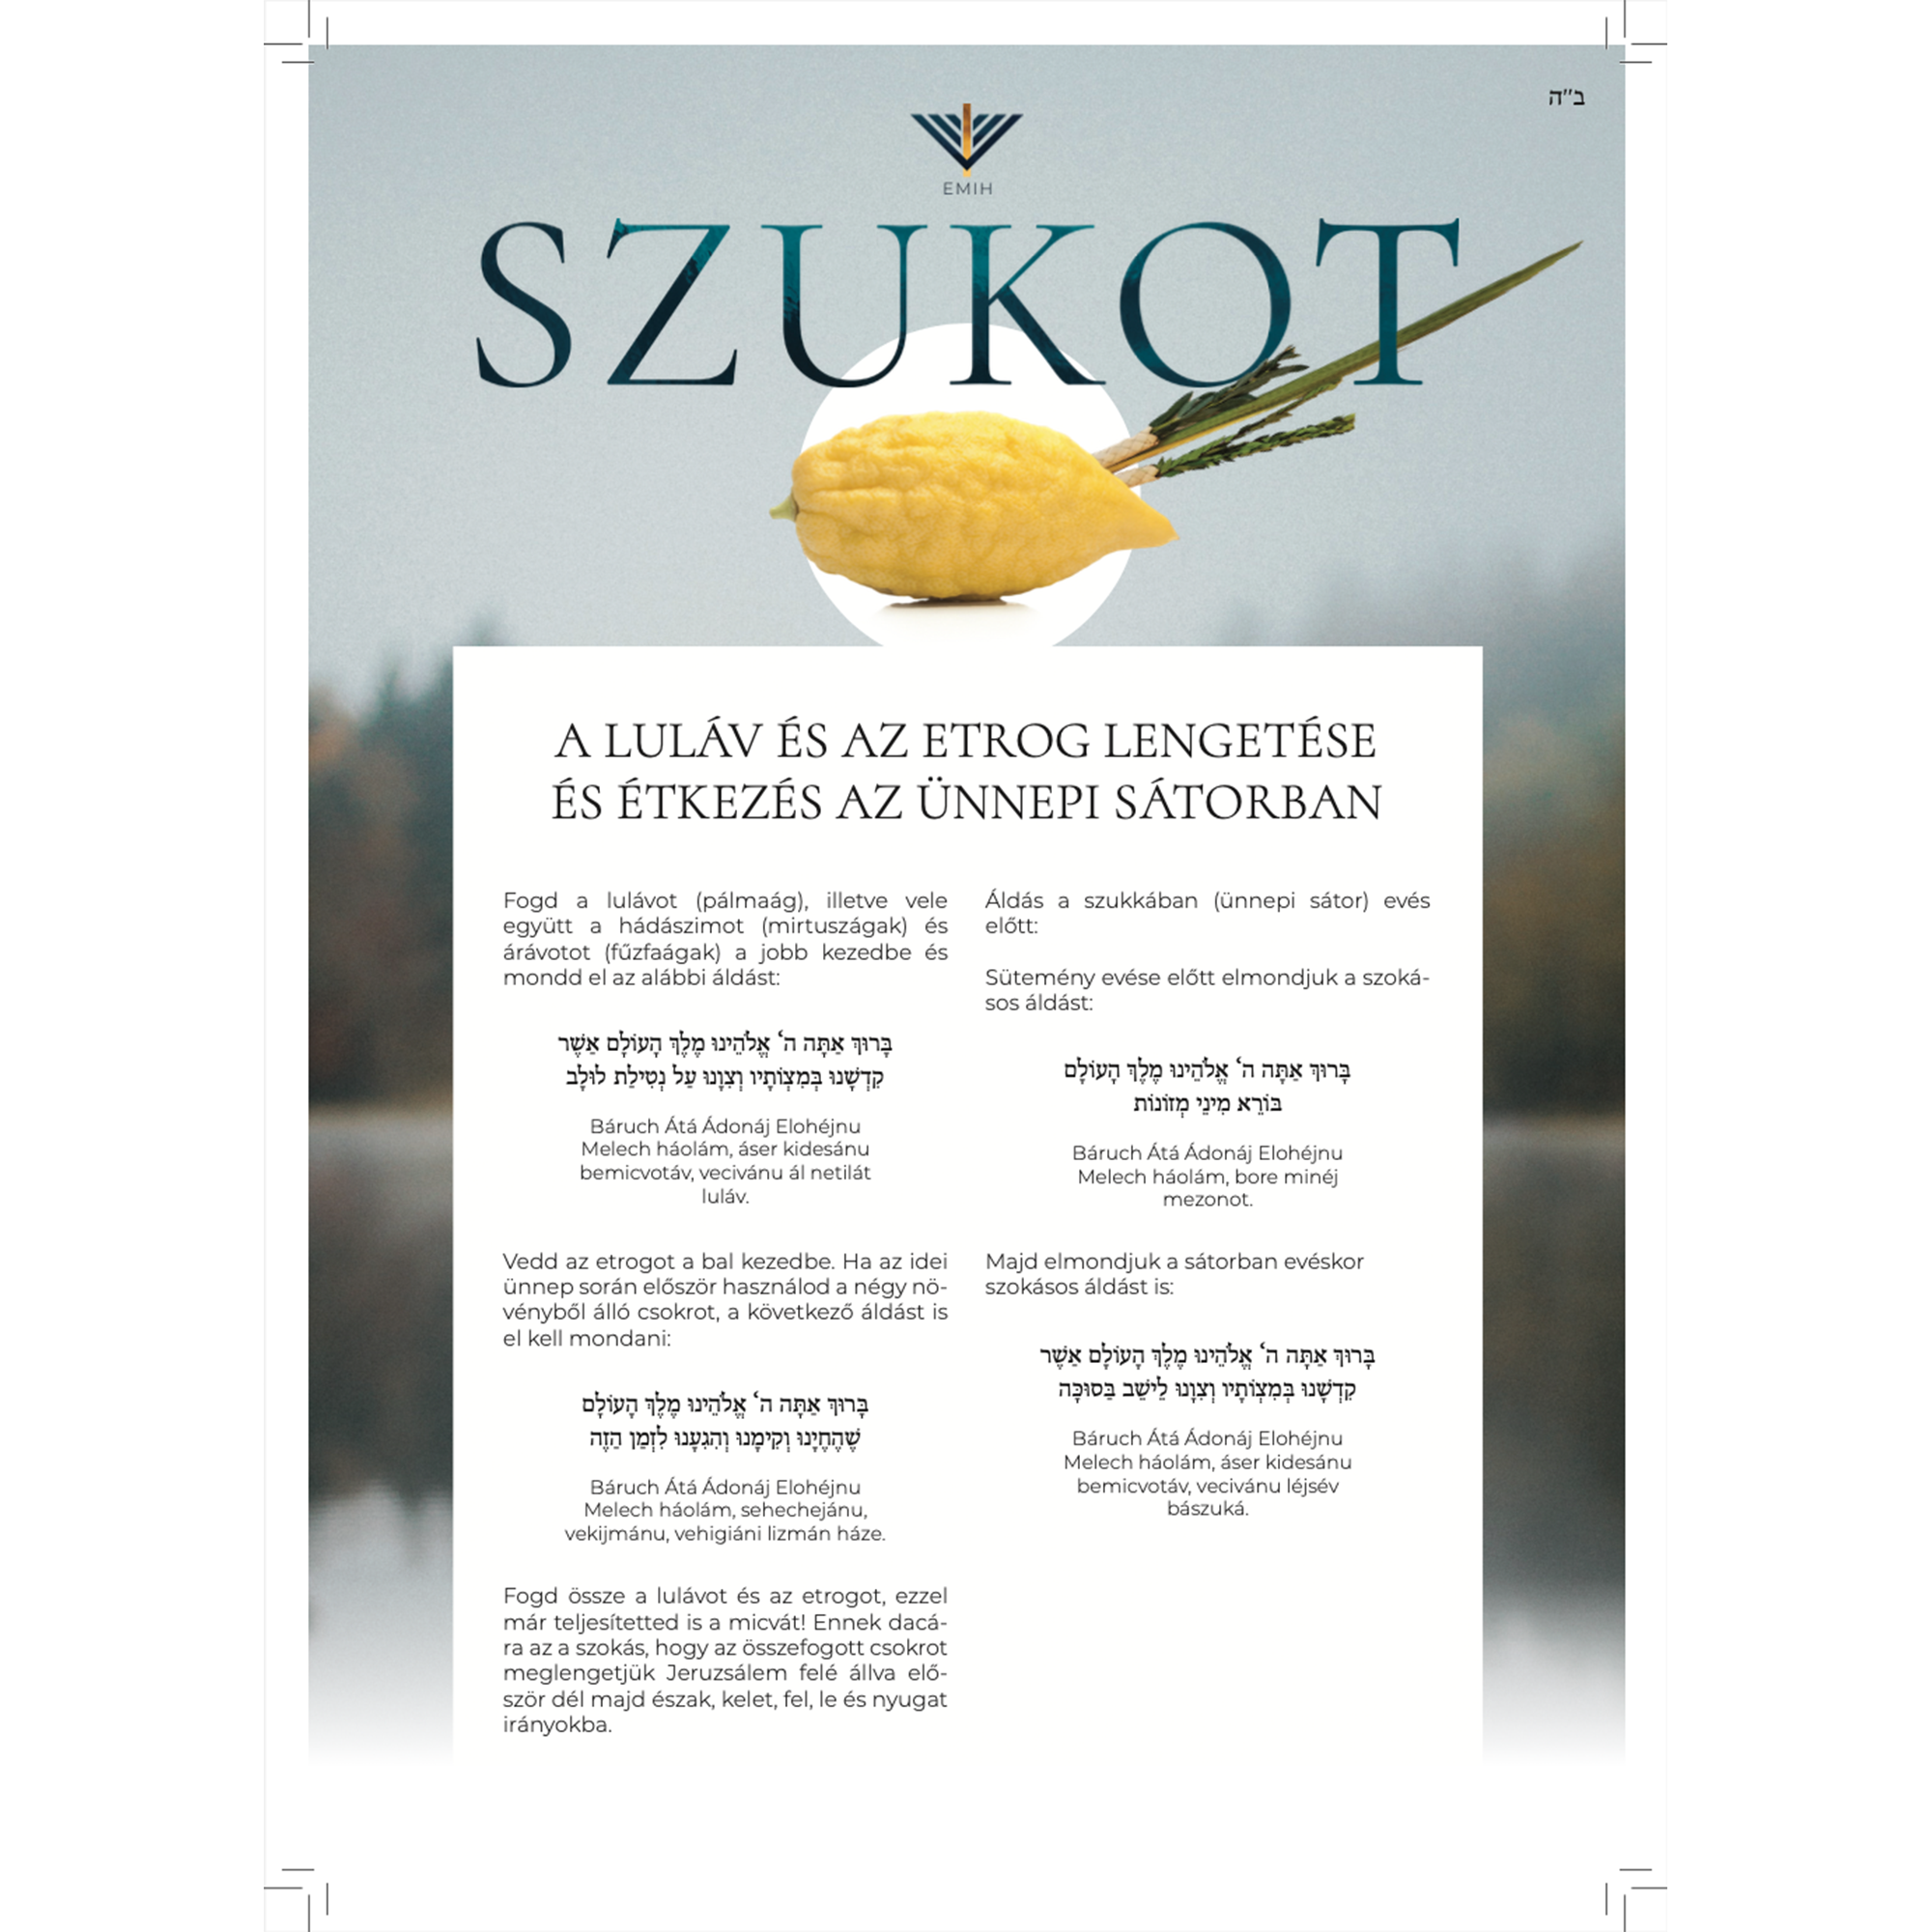 ב"ה
EMIH
SZUKOT
A LULÁV ÉS AZ ETROG LENGETÉSE
ÉS ÉTKEZÉS AZ ÜNNEPI SÁTORBAN
Fogd a lulávot (pálmaág), illetve vele
együtt a hádászimot (mirtuszágak) és
árávotot (fűzfaágak) a jobb kezedbe és
mondd el az alábbi áldást:
בָּרוּךְ אַתָּה ה' אֱלֹהֵינוּ מֶלֶךְ הָעוֹלָם אַשֶׁר
קִדְשָׁנוּ בְּמִצְוֹתָיו וְצִוָנוּ עַל נְטִילַת לוּלָב
Báruch Átá Ádonáj Elohéjnu
Melech háolám, áser kidesánu
bemicvotáv, vecivánu ál netilát
luláv.
Vedd az etrogot a bal kezedbe. Ha az idei
ünnep során először használod a négy nö-
vényből álló csokrot, a következő áldást is
el kell mondani:
בָּרוּךְ אַתָּה ה' אֱלֹהֵינוּ מֶלֶךְ הָעוֹלָם
שֶׁהֶחֱיָנוּ וְקִימָנוּ וְהִגִעָנוּ לִזְמַן הַזֶה
Báruch Átá Ádonáj Elohéjnu
Melech háolám, sehechejánu,
vekijmánu, vehigiáni lizmán háze.
Fogd össze a lulávot és az etrogot, ezzel
már teljesítetted is a micvát! Ennek dacá-
ra az a szokás, hogy az összefogott csokrot
meglengetjük Jeruzsálem felé állva elő-
ször dél majd észak, kelet, fel, le és nyugat
irányokba.
Áldás a szukkában (ünnepi sátor) evés
előtt:
Sütemény evése előtt elmondjuk a szoká-
sos áldást:
בָּרוּךְ אַתָּה ה' אֱלֹהֵינוּ מֶלֶךְ הָעוֹלָם
בּוֹרֵא מִינֵי מְזוֹנוֹת
Báruch Átá Ádonáj Elohéjnu
Melech háolám, bore minéj
mezonot.
Majd elmondjuk a sátorban evéskor
szokásos áldást is:
בָּרוּךְ אַתָּה ה' אֱלֹהֵינוּ מֶלֶךְ הָעוֹלָם אַשֶׁר
קִדְשָׁנוּ בְּמִצְוֹתָיו וְצִוָנוּ לֵישֵׁב בַּסוּכָּה
Báruch Átá Ádonáj Elohéjnu
Melech háolám, áser kidesánu
bemicvotáv, vecivánu léjsév
bászuká.